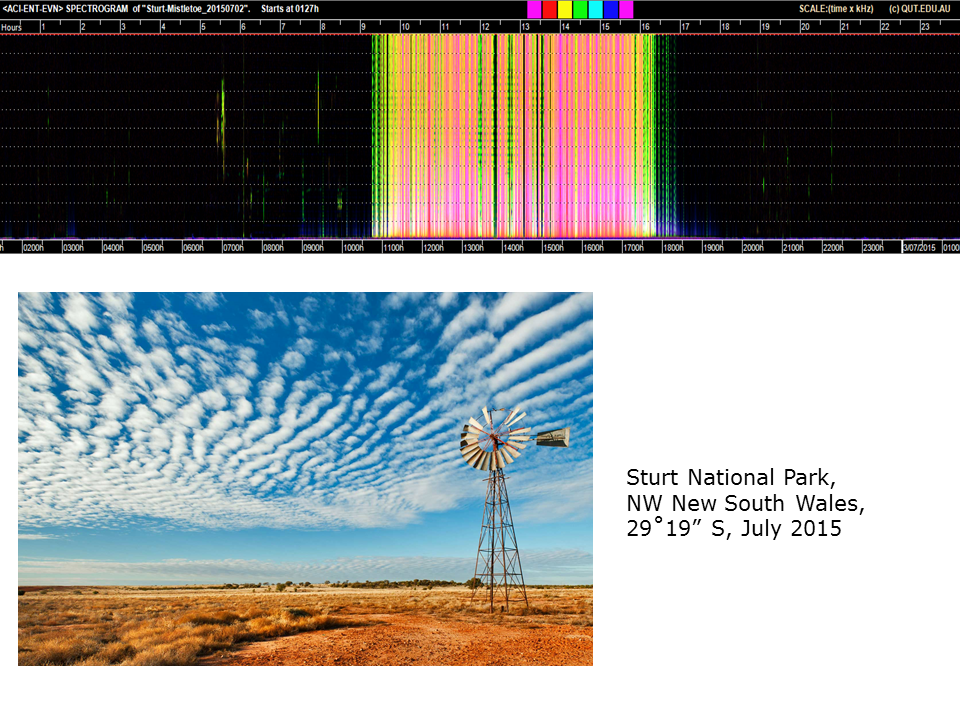 <ACI-ENT-EVN> SPECTROGRAM of "Sturt-Mistletoe_20150702". Starts at 0127h SCALE:(time x kHz) (c) QUT.EDU.AU
Hours 1 2 3 4 5 6 7 8 9 10 11 12 13 14 15 16 17 18 19 20 21 22 23
0200h 0300h 0400h 0500h 0600h 0700h 0800h 0900h 1000h 1100h 1200h 1300h 1400h 1500h 1600h 1700h 1800h 1900h 2000h 2100h 2200h 2300h 3/07/2015 0100
Sturt National Park,
NW New South Wales,
29˚19” S, July 2015